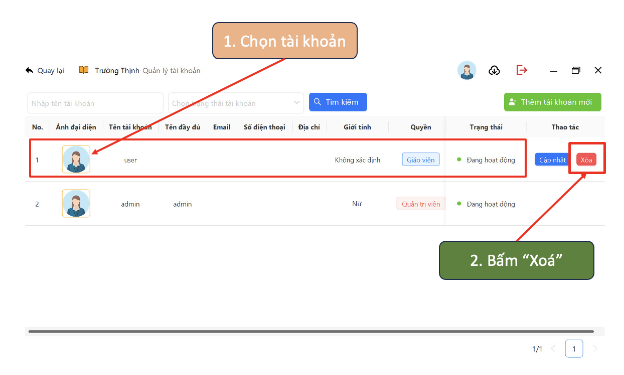 1. Chọn tài khoản
Quay lại Trường Thịnh Quản lý tài khoản
Nhập tên tài khoản Chọn trạng thái tài khoản Tìm kiếm Thêm tài khoản mới
No. Ảnh đại diện Tên tài khoản Tên đầy đủ Email Số điện thoại Địa chỉ Giới tính Quyền Trạng thái Thao tác
1 user Không xác định Giáo viên Đang hoạt động Cập nhật Xóa
2 admin admin Nữ Quản trị viên Đang hoạt động
2. Bấm “Xoá”
1/1 1